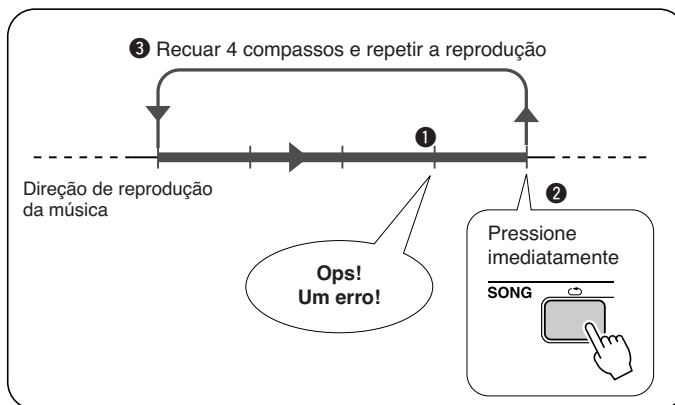 ❸ Recuar 4 compassos e repetir a reprodução
❶
Direção de reprodução
da música
❷
Ops!
Um erro!
Pressione
imediatamente
SONG